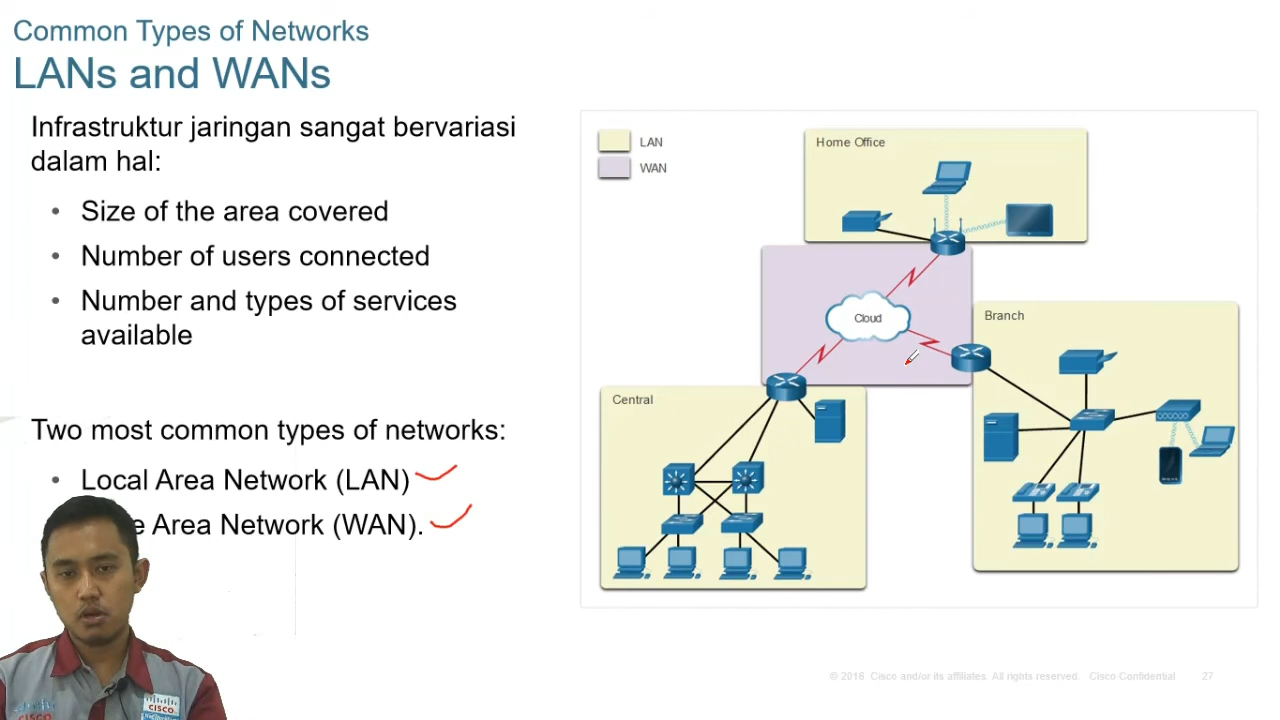 Common Types of Networks
LANs and WANs
Infrastruktur jaringan sangat bervariasi
dalam hal:
• Size of the area covered
• Number of users connected
• Number and types of services
available
Two most common types of networks:
• Local Area Network (LAN)
e Area Network (WAN).
LAN
WAN
Home Office
Cloud
Branch
Central
CISCO
CISCO
© 2016 Cisco and/or its affiliates. All rights reserved. Cisco Confidential 27